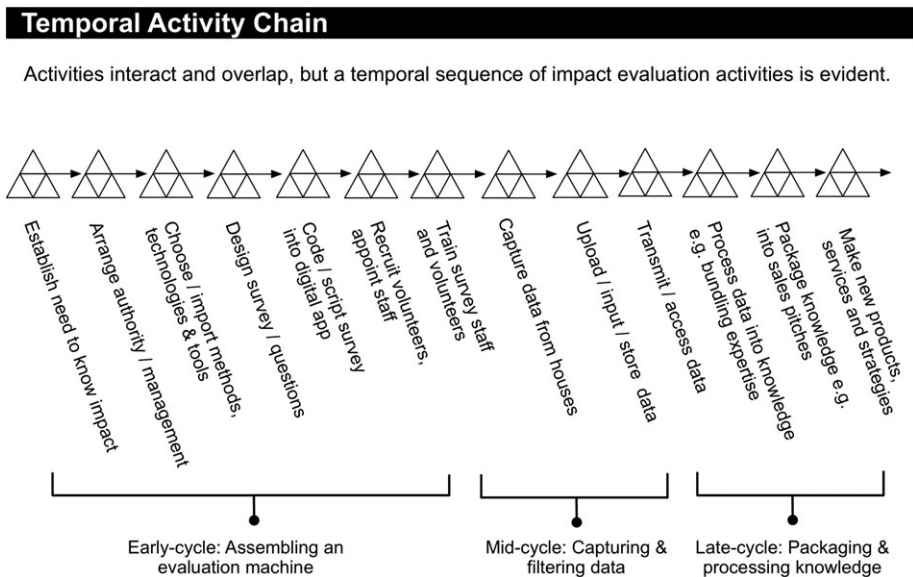 Temporal Activity Chain
Activities interact and overlap, but a temporal sequence of impact evaluation activities is evident.
Establish need to know impact
Arrange authority / management
Choose / import methods,
technologies & tools
Design survey / questions
Code / script survey
into digital app
Recruit volunteers,
appoint staff
Train survey staff
and volunteers
Capture data from houses
Upload / input / store data
Transmit / access data
Process data into knowledge
e.g. bundling expertise
Package knowledge e.g.
into sales pitches
Make new products,
services and strategies
Early-cycle: Assembling an
evaluation machine
Mid-cycle: Capturing &
filtering data
Late-cycle: Packaging &
processing knowledge